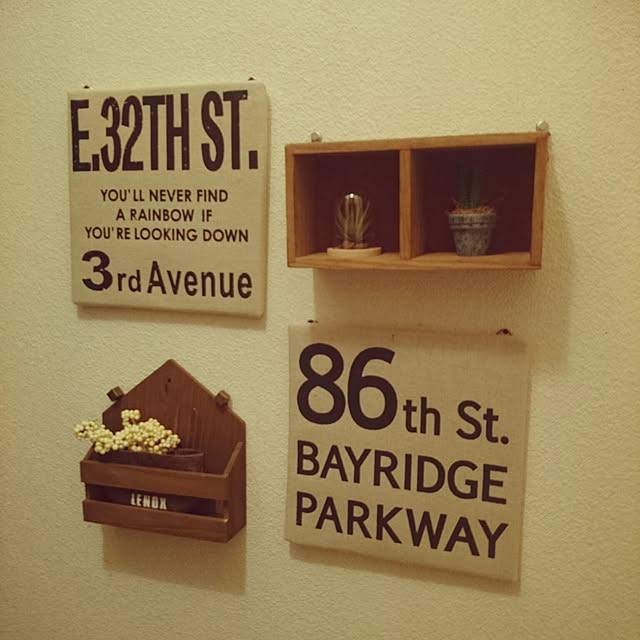 E.32TH ST.
YOU'LL NEVER FIND
A RAINBOW IF
YOU'RE LOOKING DOWN
3rd Avenue
86th St.
BAYRIDGE
PARKWAY
LENOX